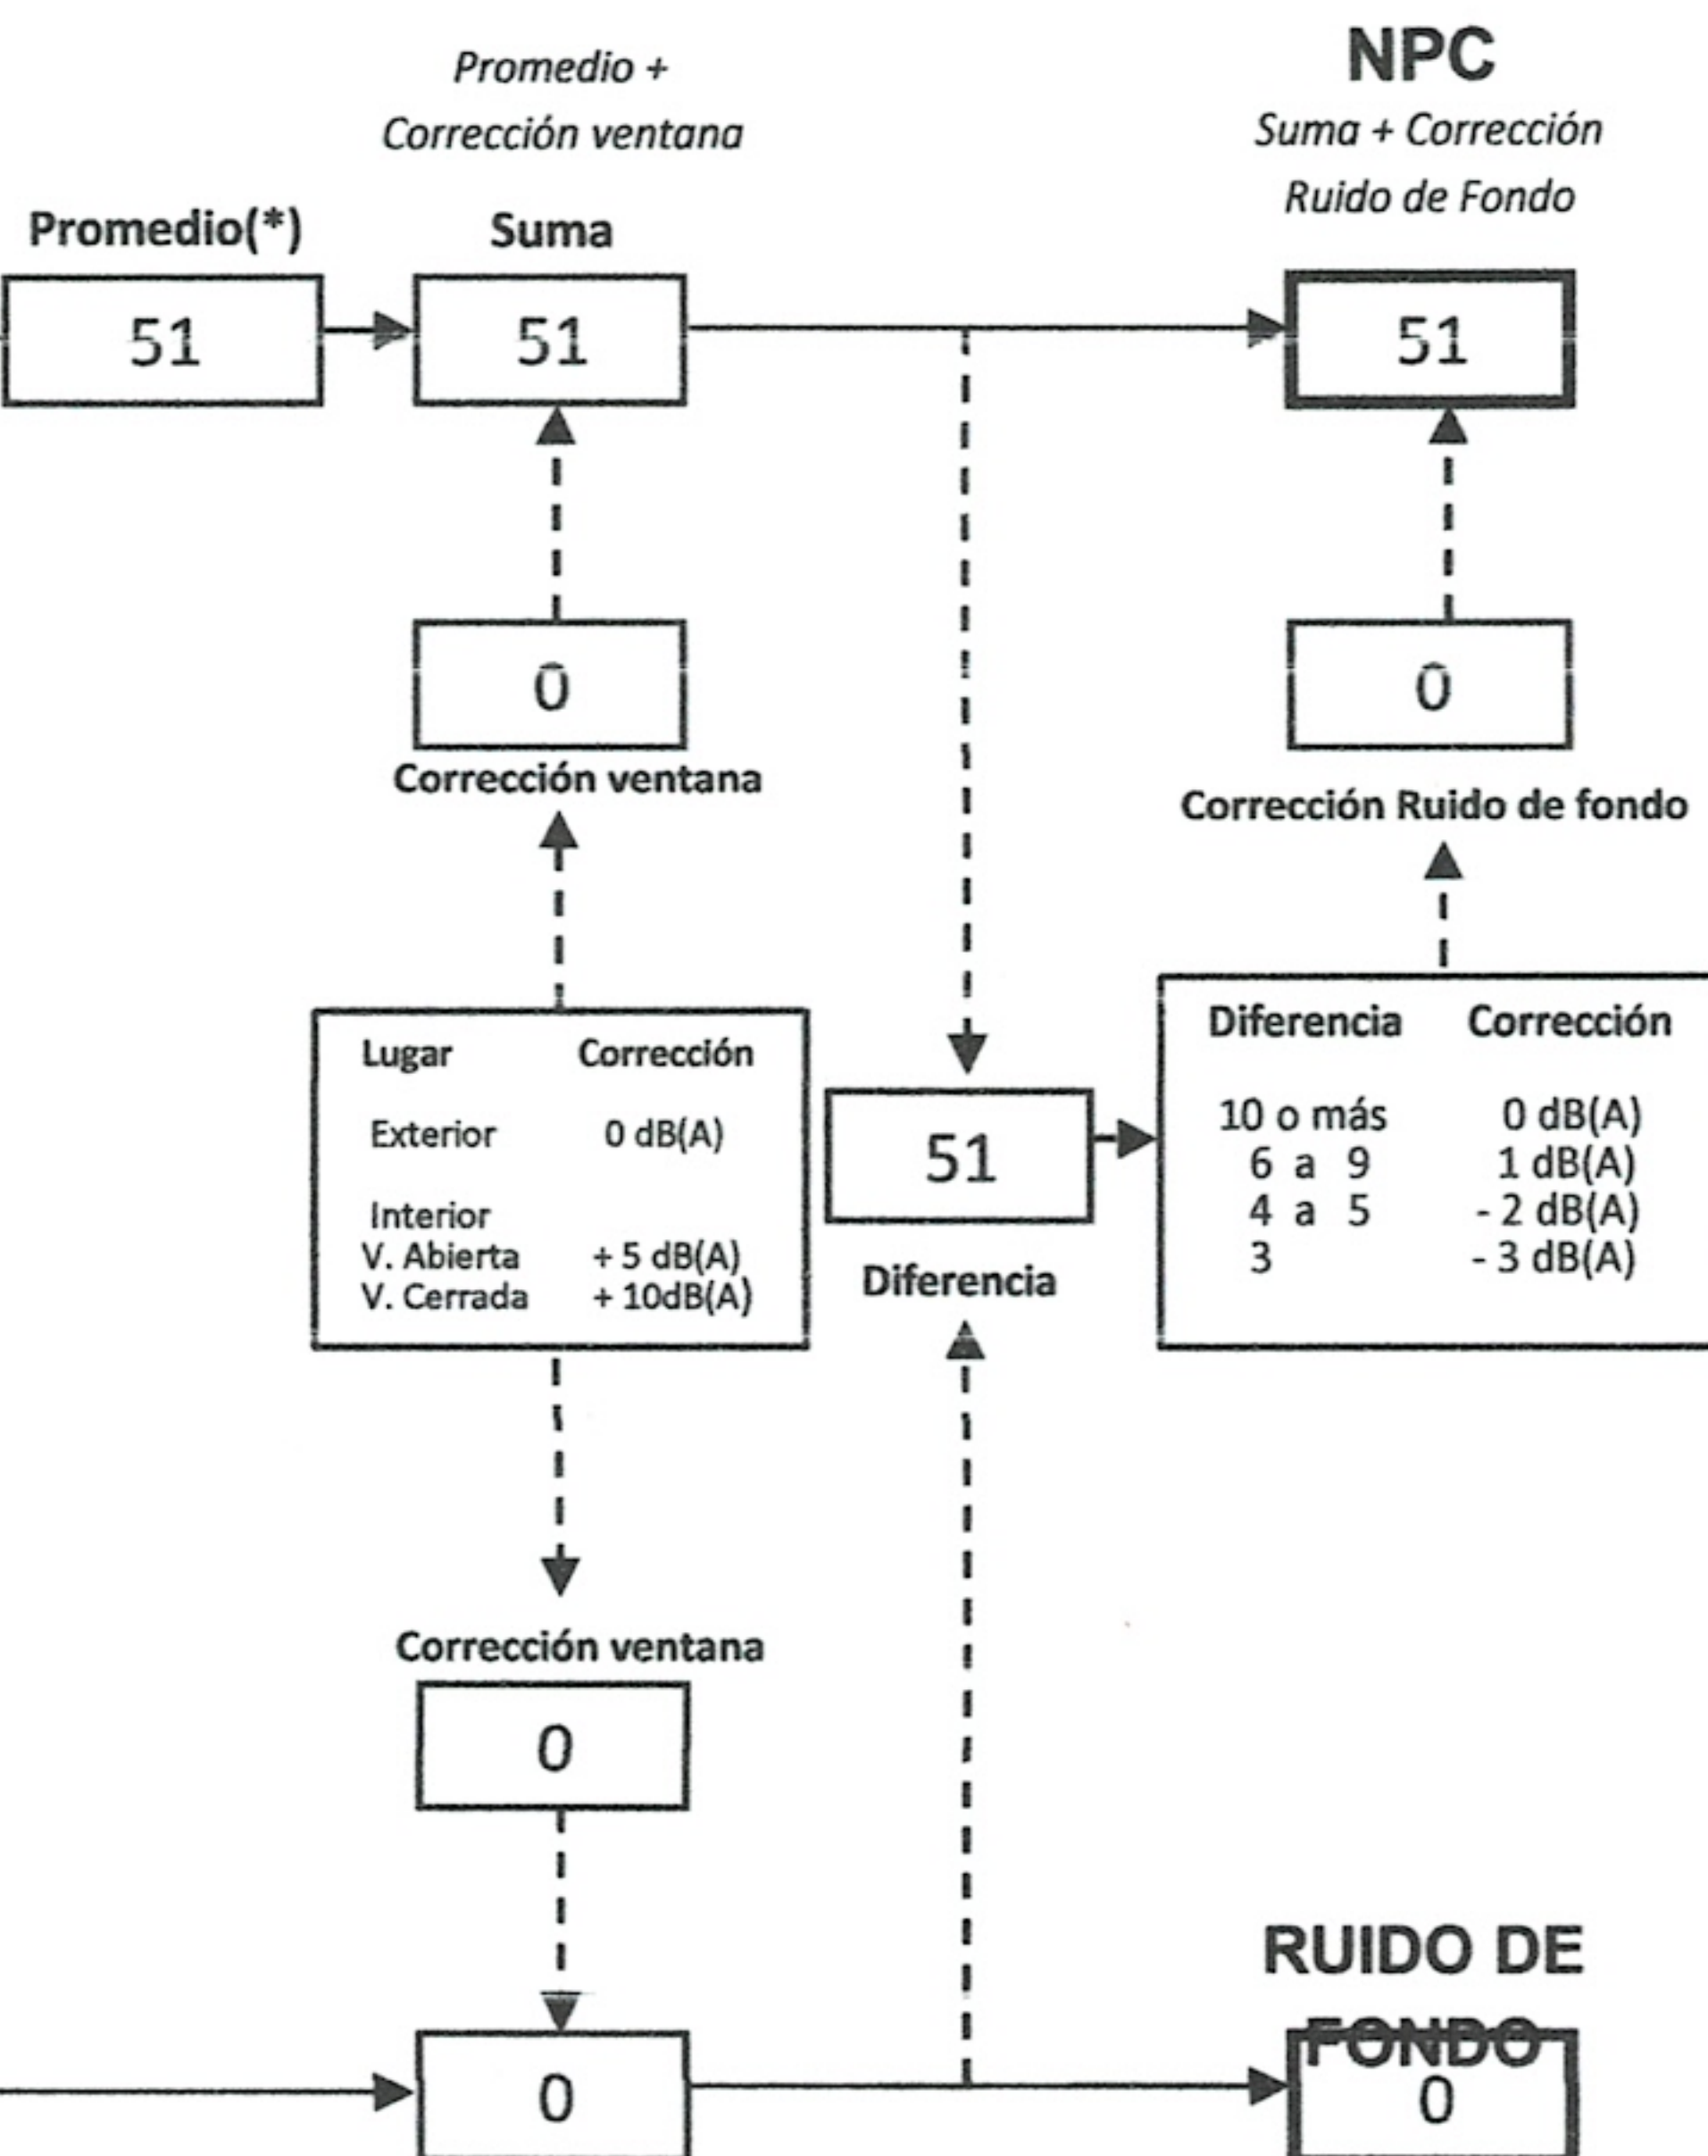 Promedio +
Corrección ventana
NPC
Suma + Corrección
Ruido de Fondo
Promedio(*)
Suma
51
51
51
0
0
Corrección ventana
Corrección Ruido de fondo
Lugar Corrección
Exterior 0 dB(A)
Interior
V. Abierta + 5 dB(A)
V. Cerrada + 10dB(A)
51
Diferencia
Diferencia Corrección
10 o más 0 dB(A)
6 a 9 1 dB(A)
4 a 5 - 2 dB(A)
3 - 3 dB(A)
Corrección ventana
0
RUIDO DE
FONDO
0
0